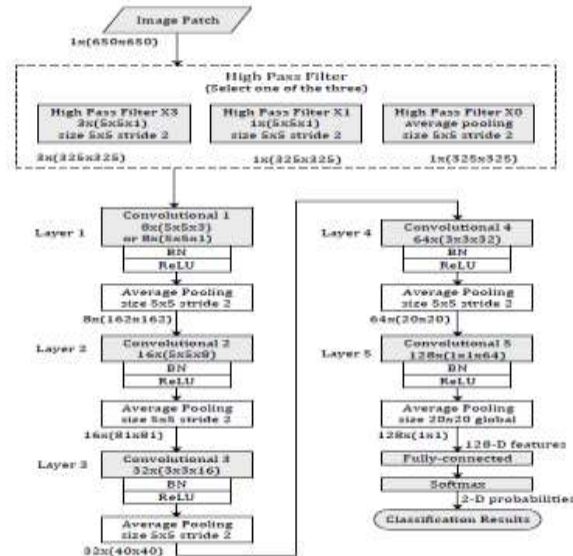 Image Patch
1x(650x650)
High Pass Filter
(Select one of the three)
High Pass Filter X3
3x(5x5x1)
size 5x5 stride 2
3x(325x325)
High Pass Filter X1
1x(5x5x1)
size 5x5 stride 2
1x(325x325)
High Pass Filter X0
average pooling
size 5x5 stride 2
1x(325x325)
Layer 1
Convolutional 1
8x(5x5x3)
or 8x(5x5x1)
BN
ReLU
Average Pooling
size 5x5 stride 2
8x(162x162)
Layer 2
Convolutional 2
16x(5x5x8)
BN
ReLU
Average Pooling
size 5x5 stride 2
16x(81x81)
Layer 3
Convolutional 3
32x(3x3x16)
BN
ReLU
Average Pooling
size 5x5 stride 2
32x(40x40)
Layer 4
Convolutional 4
64x(3x3x32)
BN
ReLU
Average Pooling
size 5x5 stride 2
64x(20x20)
Layer 5
Convolutional 5
128x(1x1x64)
BN
ReLU
Average Pooling
size 20x20 global
128x(1x1)
128-D features
Fully-connected
Softmax
2-D probabilities
Classification Results